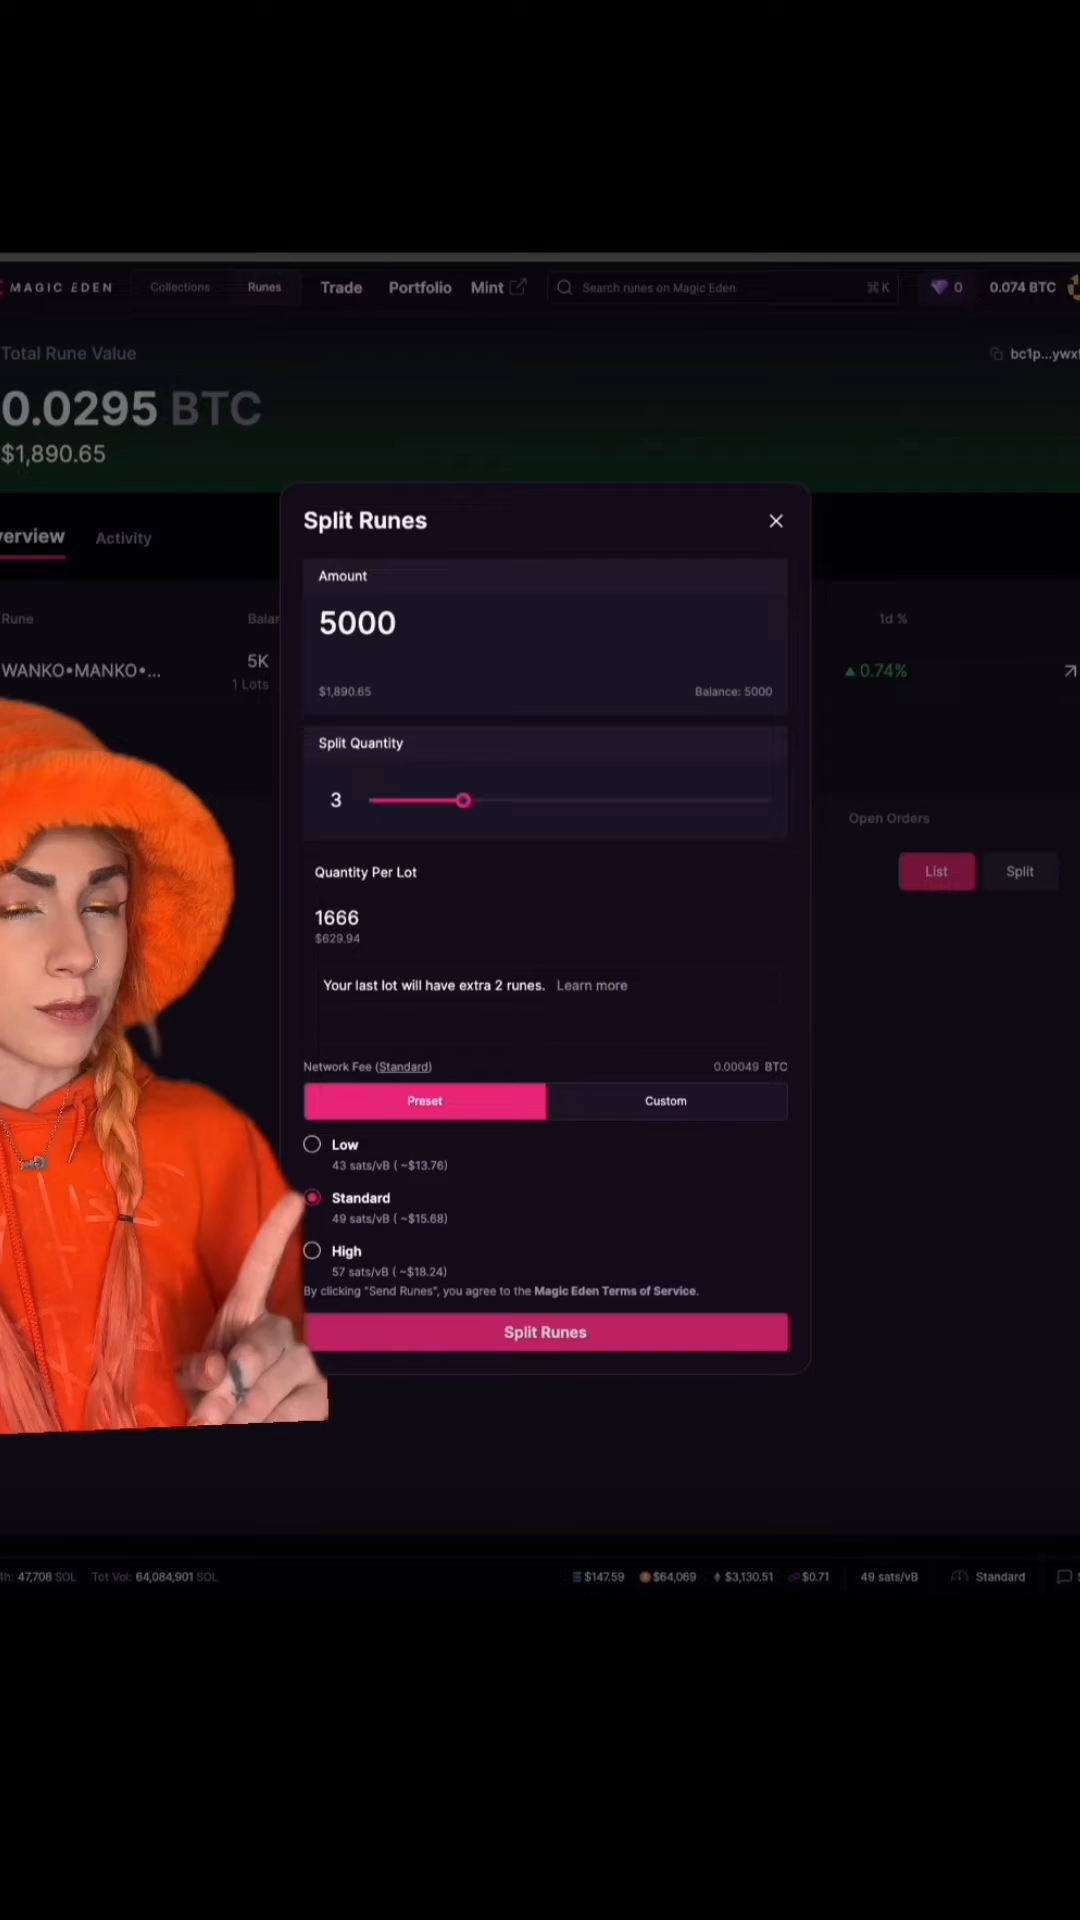 MAGIC EDEN Collections Runes Trade Portfolio Mint Search runes on Magic Eden ⌘K 0 0.074 BTC
Total Rune Value bc1p...ywxf
0.0295 BTC
$1,890.65
verview Activity
Split Runes
Amount
5000
$1,890.65 Balance: 5000
Rune Balan 1d %
WANKO•MANKO•... 5K 0.74%
1 Lots
Split Quantity
3
Open Orders
List Split
Quantity Per Lot
1666
$629.94
Your last lot will have extra 2 runes. Learn more
Network Fee (Standard) 0.00049 BTC
Preset Custom
Low
43 sats/vB ( ~$13.76)
Standard
49 sats/vB ( ~$15.68)
High
57 sats/vB ( ~$18.24)
By clicking "Send Runes", you agree to the Magic Eden Terms of Service.
Split Runes
4h: 47,708 SOL Tot Vol: 64,084,901 SOL $147.59 $64,069 $3,130.51 $0.71 49 sats/vB Standard